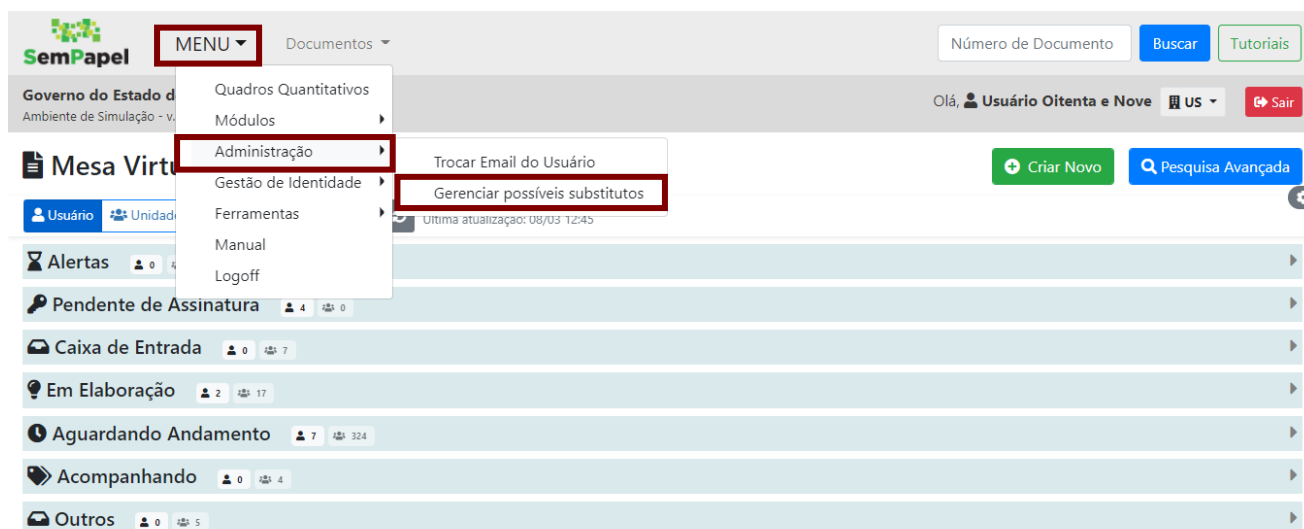 SemPapel
MENU
Documentos
Número de Documento
Buscar
Tutoriais
Governo do Estado d
Ambiente de Simulação - v.
Olá, Usuário Oitenta e Nove
US
Sair
Quadros Quantitativos
Módulos
Administração
Gestão de Identidade
Ferramentas
Manual
Logoff
Trocar Email do Usuário
Gerenciar possíveis substitutos
Mesa Virtu
Criar Novo
Pesquisa Avançada
Usuário
Unidad
Última atualização: 08/03 12:45
Alertas 0
Pendente de Assinatura 4 0
Caixa de Entrada 0 7
Em Elaboração 2 17
Aguardando Andamento 7 324
Acompanhando 0 4
Outros 0 5